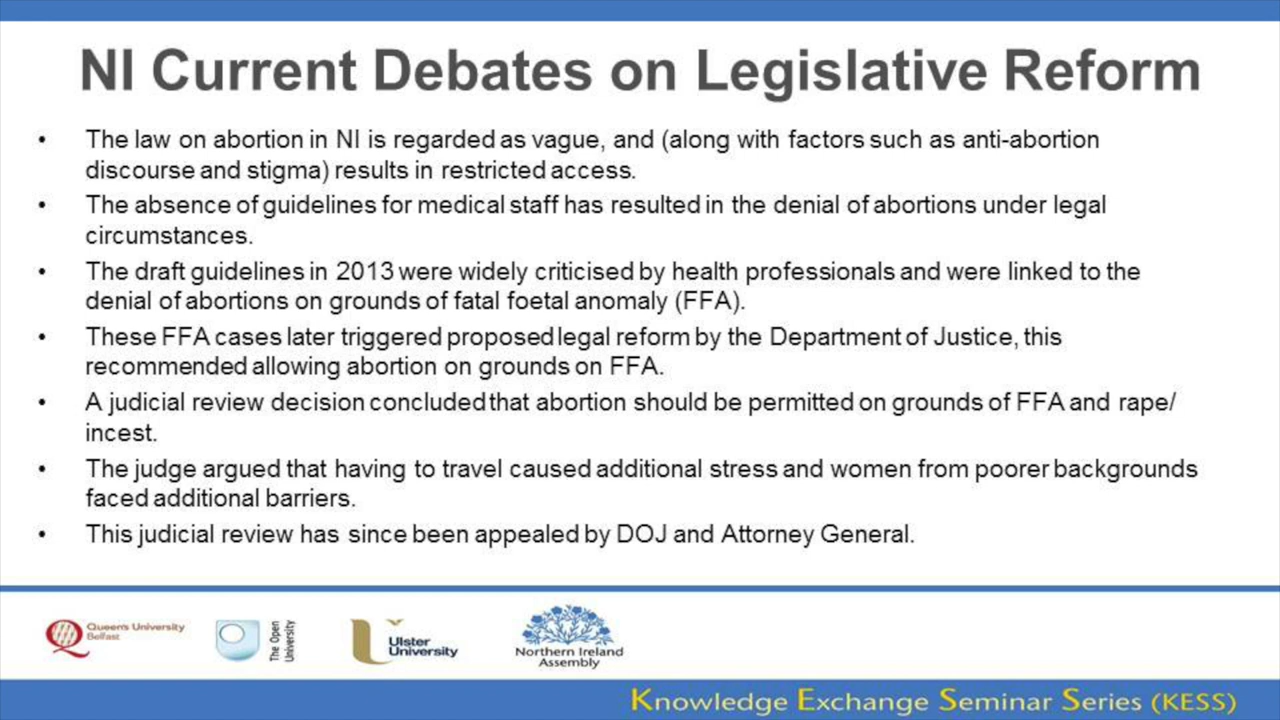 NI Current Debates on Legislative Reform
• The law on abortion in NI is regarded as vague, and (along with factors such as anti-abortion
discourse and stigma) results in restricted access.
• The absence of guidelines for medical staff has resulted in the denial of abortions under legal
circumstances.
• The draft guidelines in 2013 were widely criticised by health professionals and were linked to the
denial of abortions on grounds of fatal foetal anomaly (FFA).
• These FFA cases later triggered proposed legal reform by the Department of Justice, this
recommended allowing abortion on grounds on FFA.
• A judicial review decision concluded that abortion should be permitted on grounds of FFA and rape/
incest.
• The judge argued that having to travel caused additional stress and women from poorer backgrounds
faced additional barriers.
• This judicial review has since been appealed by DOJ and Attorney General.
Queen's University
Belfast
The Open
University
Ulster
University
Northern Ireland
Assembly
Knowledge Exchange Seminar Series (KESS)